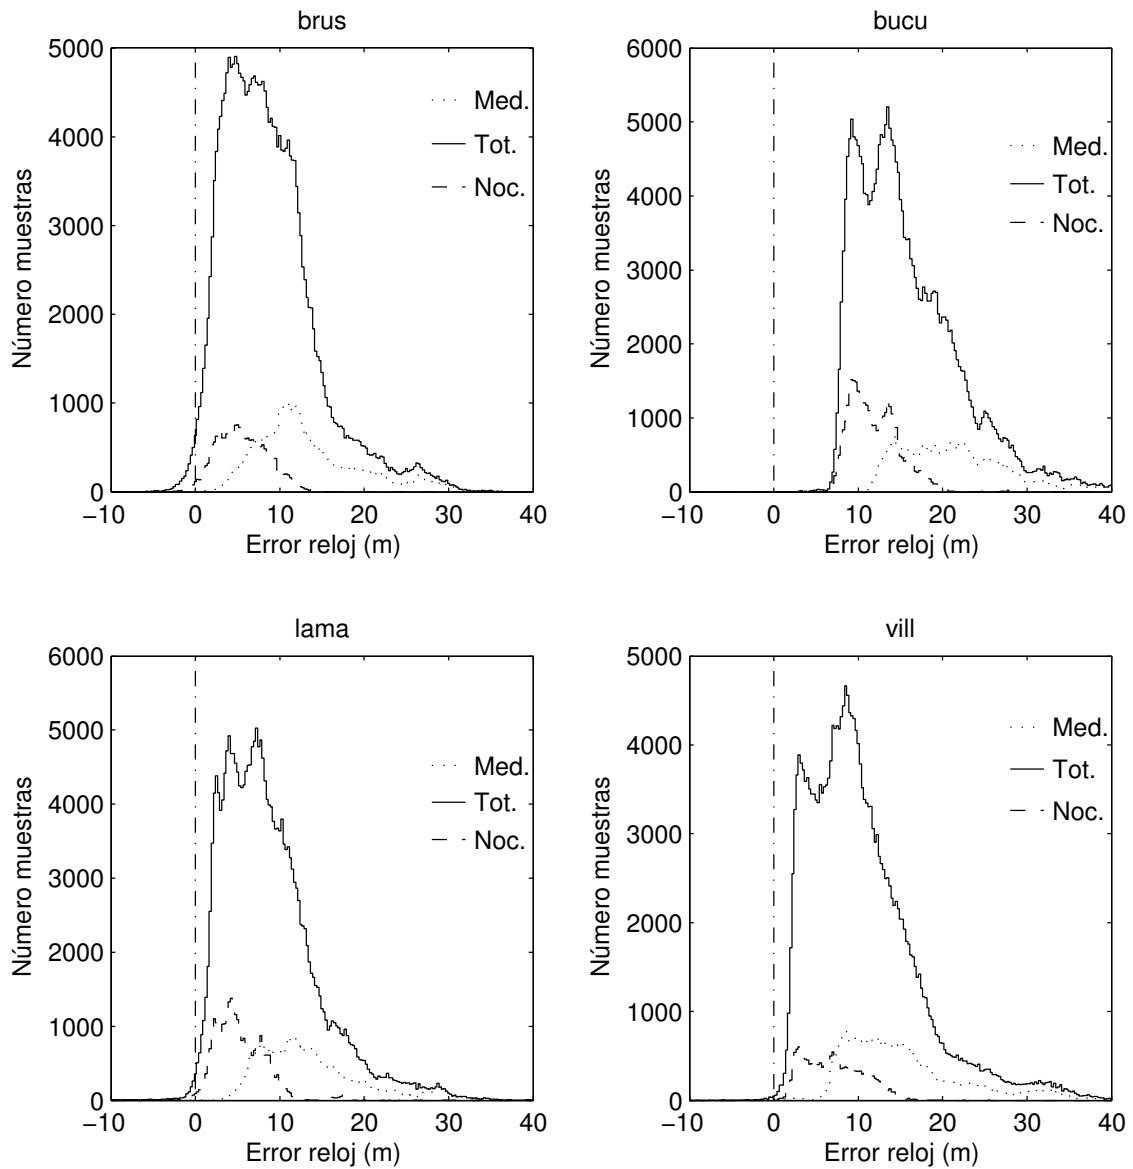 brus
5000
4000
3000
2000
1000
0
Número muestras
Med.
Tot.
Noc.
−10 0 10 20 30 40
Error reloj (m)
bucu
6000
5000
4000
3000
2000
1000
0
Número muestras
Med.
Tot.
Noc.
−10 0 10 20 30 40
Error reloj (m)
lama
6000
5000
4000
3000
2000
1000
0
Número muestras
Med.
Tot.
Noc.
−10 0 10 20 30 40
Error reloj (m)
vill
5000
4000
3000
2000
1000
0
Número muestras
Med.
Tot.
Noc.
−10 0 10 20 30 40
Error reloj (m)